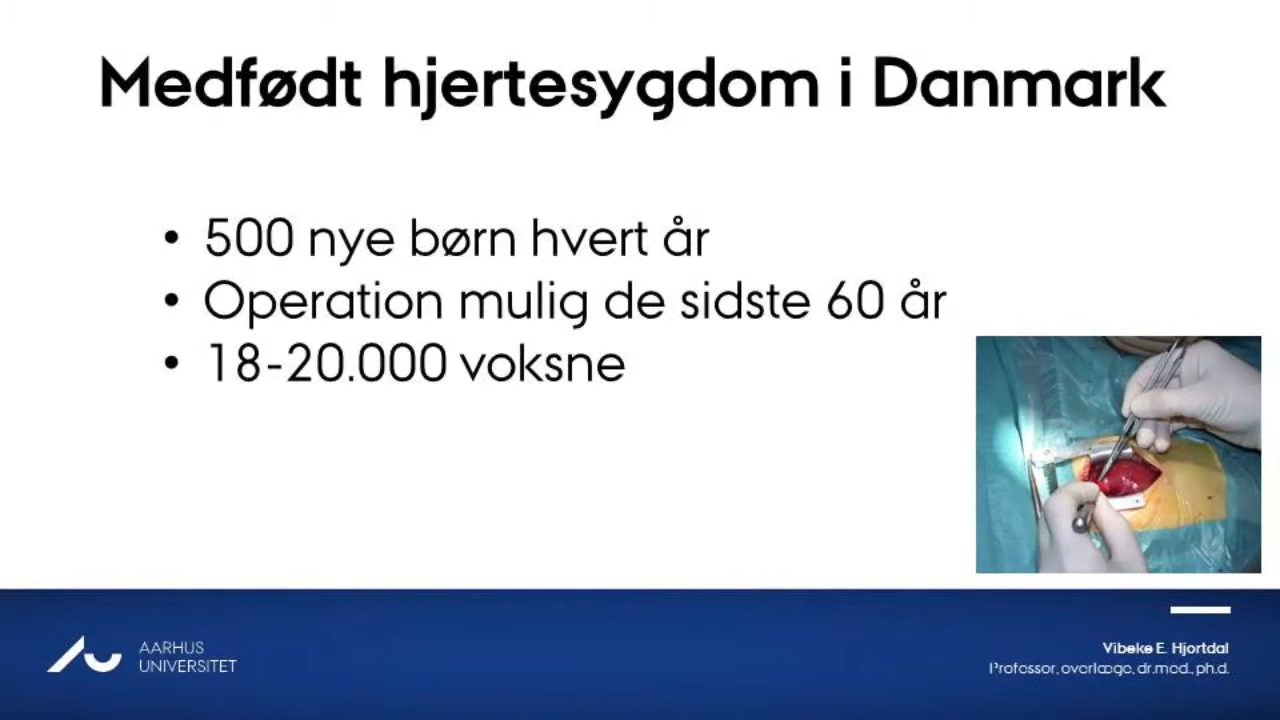 Medfødt hjertesygdom i Danmark
• 500 nye børn hvert år
• Operation mulig de sidste 60 år
• 18-20.000 voksne
AARHUS
UNIVERSITET
Vibeke E. Hjortdal
Professor, overlæge, dr.med., ph.d.